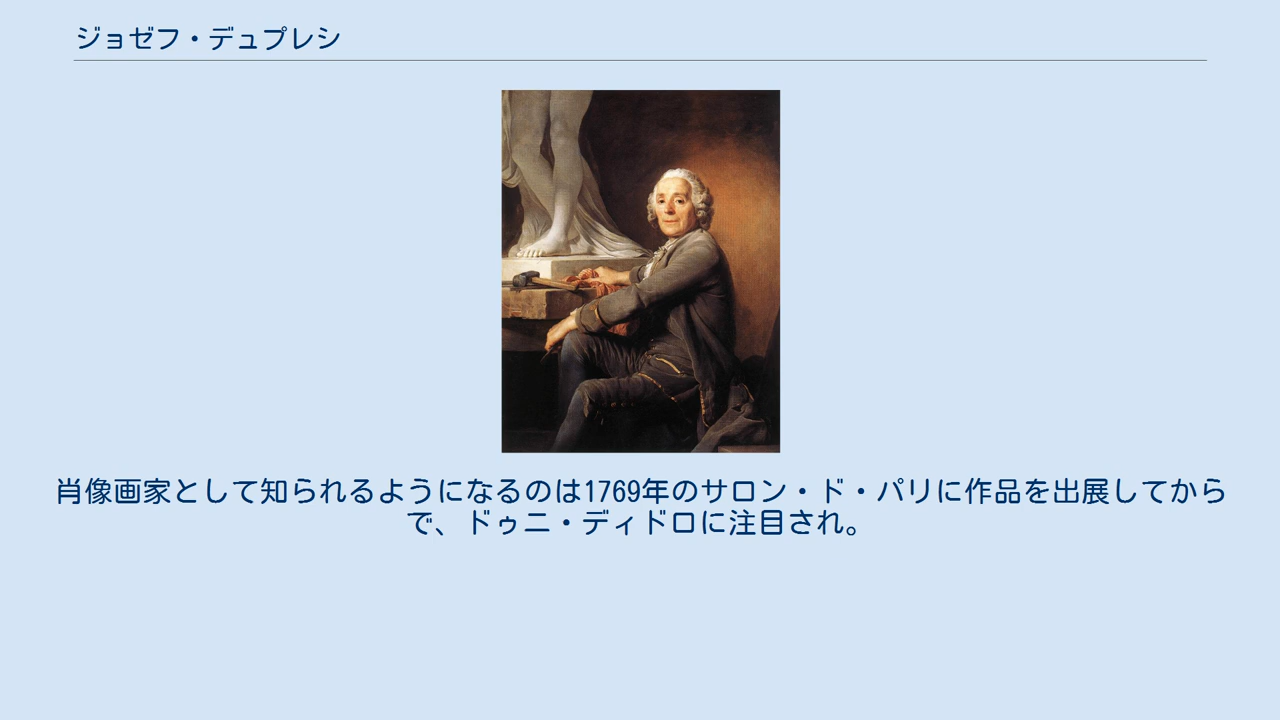 ジョゼフ・デュプレシ
肖像画家として知られるようになるのは1769年のサロン・ド・パリに作品を出展してから
で、ドゥニ・ディドロに注目され。